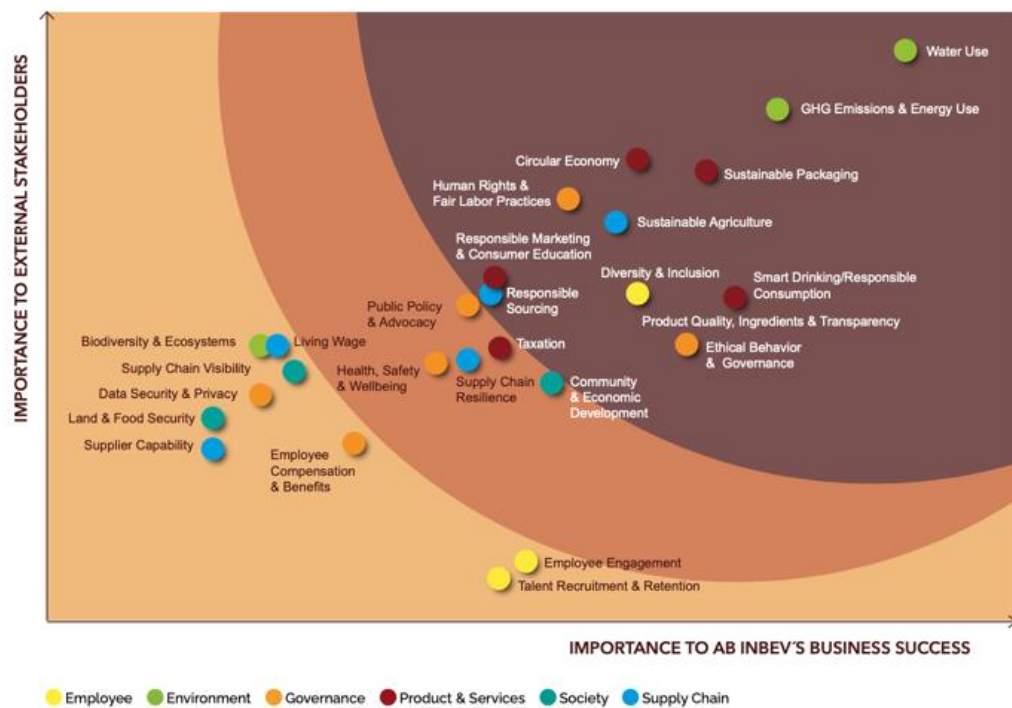 IMPORTANCE TO EXTERNAL STAKEHOLDERS
Water Use
GHG Emissions & Energy Use
Circular Economy
Sustainable Packaging
Human Rights &
Fair Labor Practices
Sustainable Agriculture
Responsible Marketing
& Consumer Education
Diversity & Inclusion
Smart Drinking/Responsible
Consumption
Responsible
Sourcing
Public Policy
& Advocacy
Product Quality, Ingredients & Transparency
Biodiversity & Ecosystems
Living Wage
Taxation
Ethical Behavior
& Governance
Supply Chain Visibility
Health, Safety
& Wellbeing
Supply Chain
Resilience
Community
& Economic
Development
Data Security & Privacy
Land & Food Security
Supplier Capability
Employee
Compensation
& Benefits
Employee Engagement
Talent Recruitment & Retention
IMPORTANCE TO AB INBEV´S BUSINESS SUCCESS
Employee
Environment
Governance
Product & Services
Society
Supply Chain